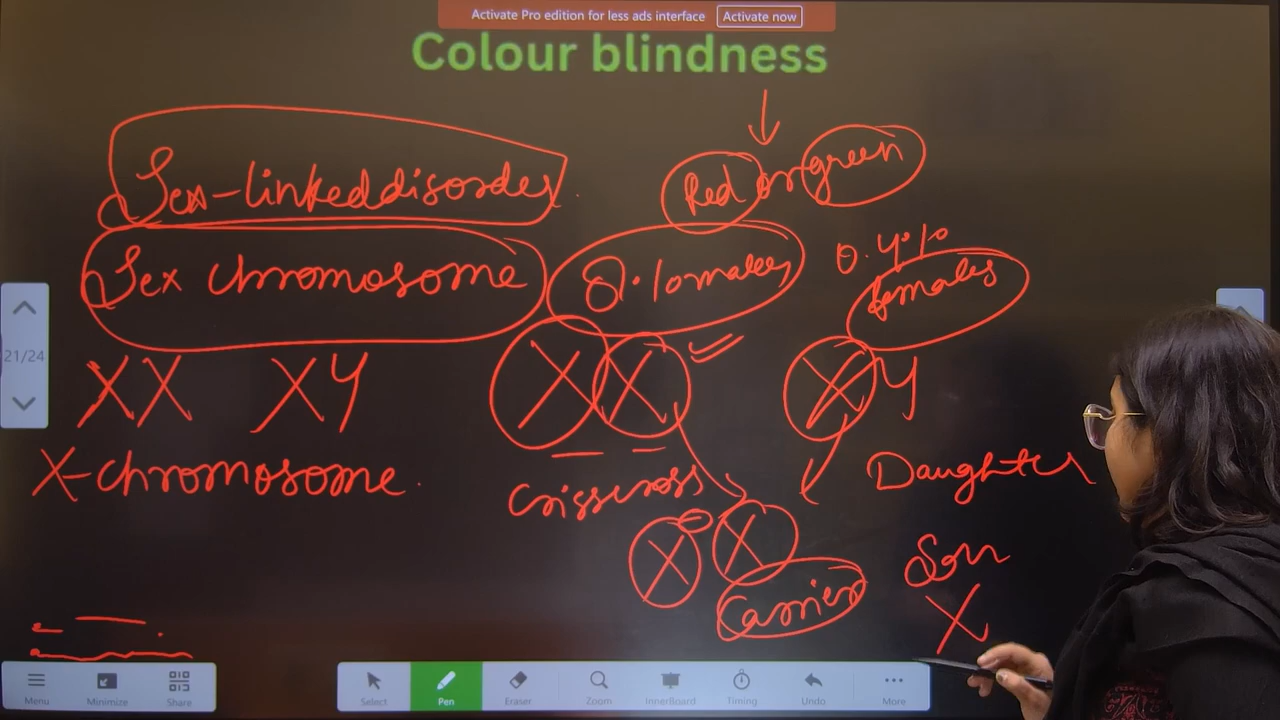 Activate Pro edition for less ads interface Activate now
Colour blindness
Sex-linked disorder.
Red or green
Sex chromosome
8% males
0.4% females
XX XY
X X
X Y
X-chromosome.
Crisscross
Daughter
X X
Carrier
Son
X
21/24
Menu Minimize Share
Select Pen Eraser Zoom InnerBoard Timing Undo More